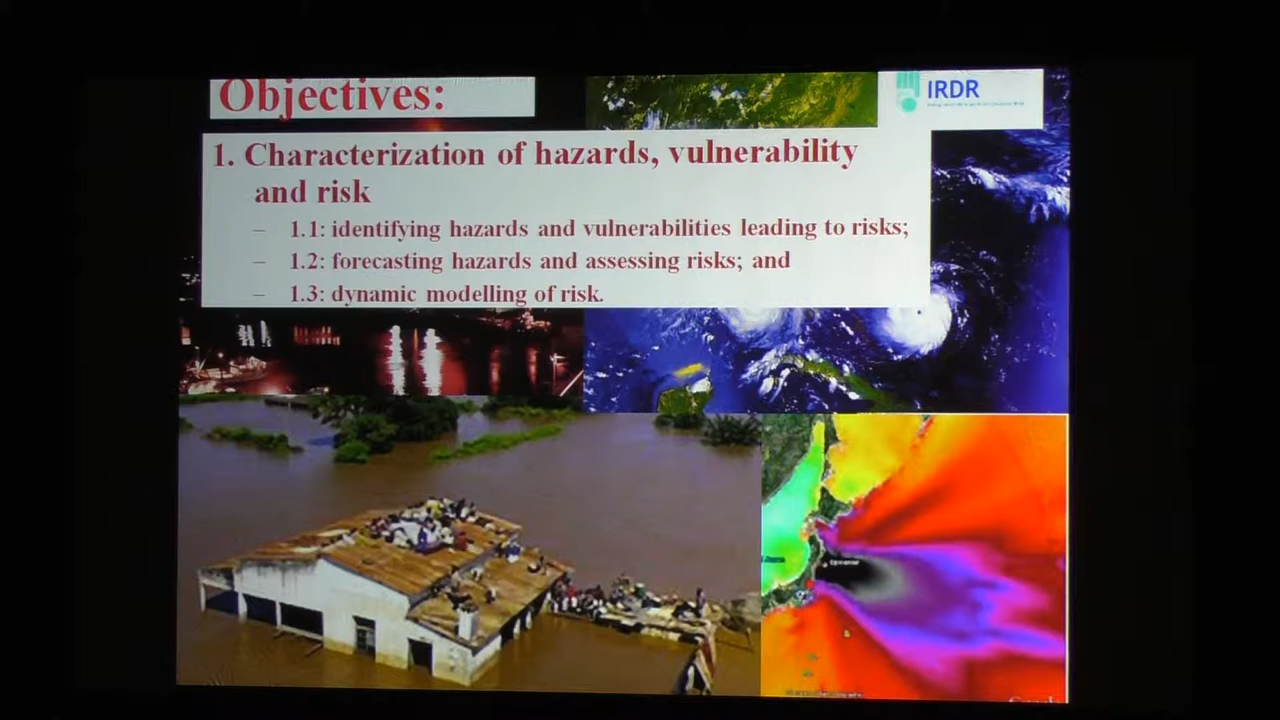 Objectives:
IRDR
1. Characterization of hazards, vulnerability
and risk
– 1.1: identifying hazards and vulnerabilities leading to risks;
– 1.2: forecasting hazards and assessing risks; and
– 1.3: dynamic modelling of risk.